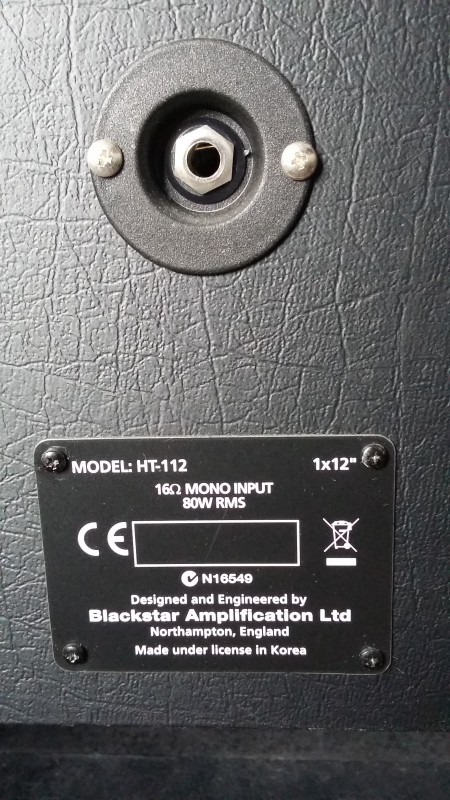 MODEL: HT-112 1x12"
16Ω MONO INPUT
80W RMS
CE
N16549
Designed and Engineered by
Blackstar Amplification Ltd
Northampton, England
Made under license in Korea